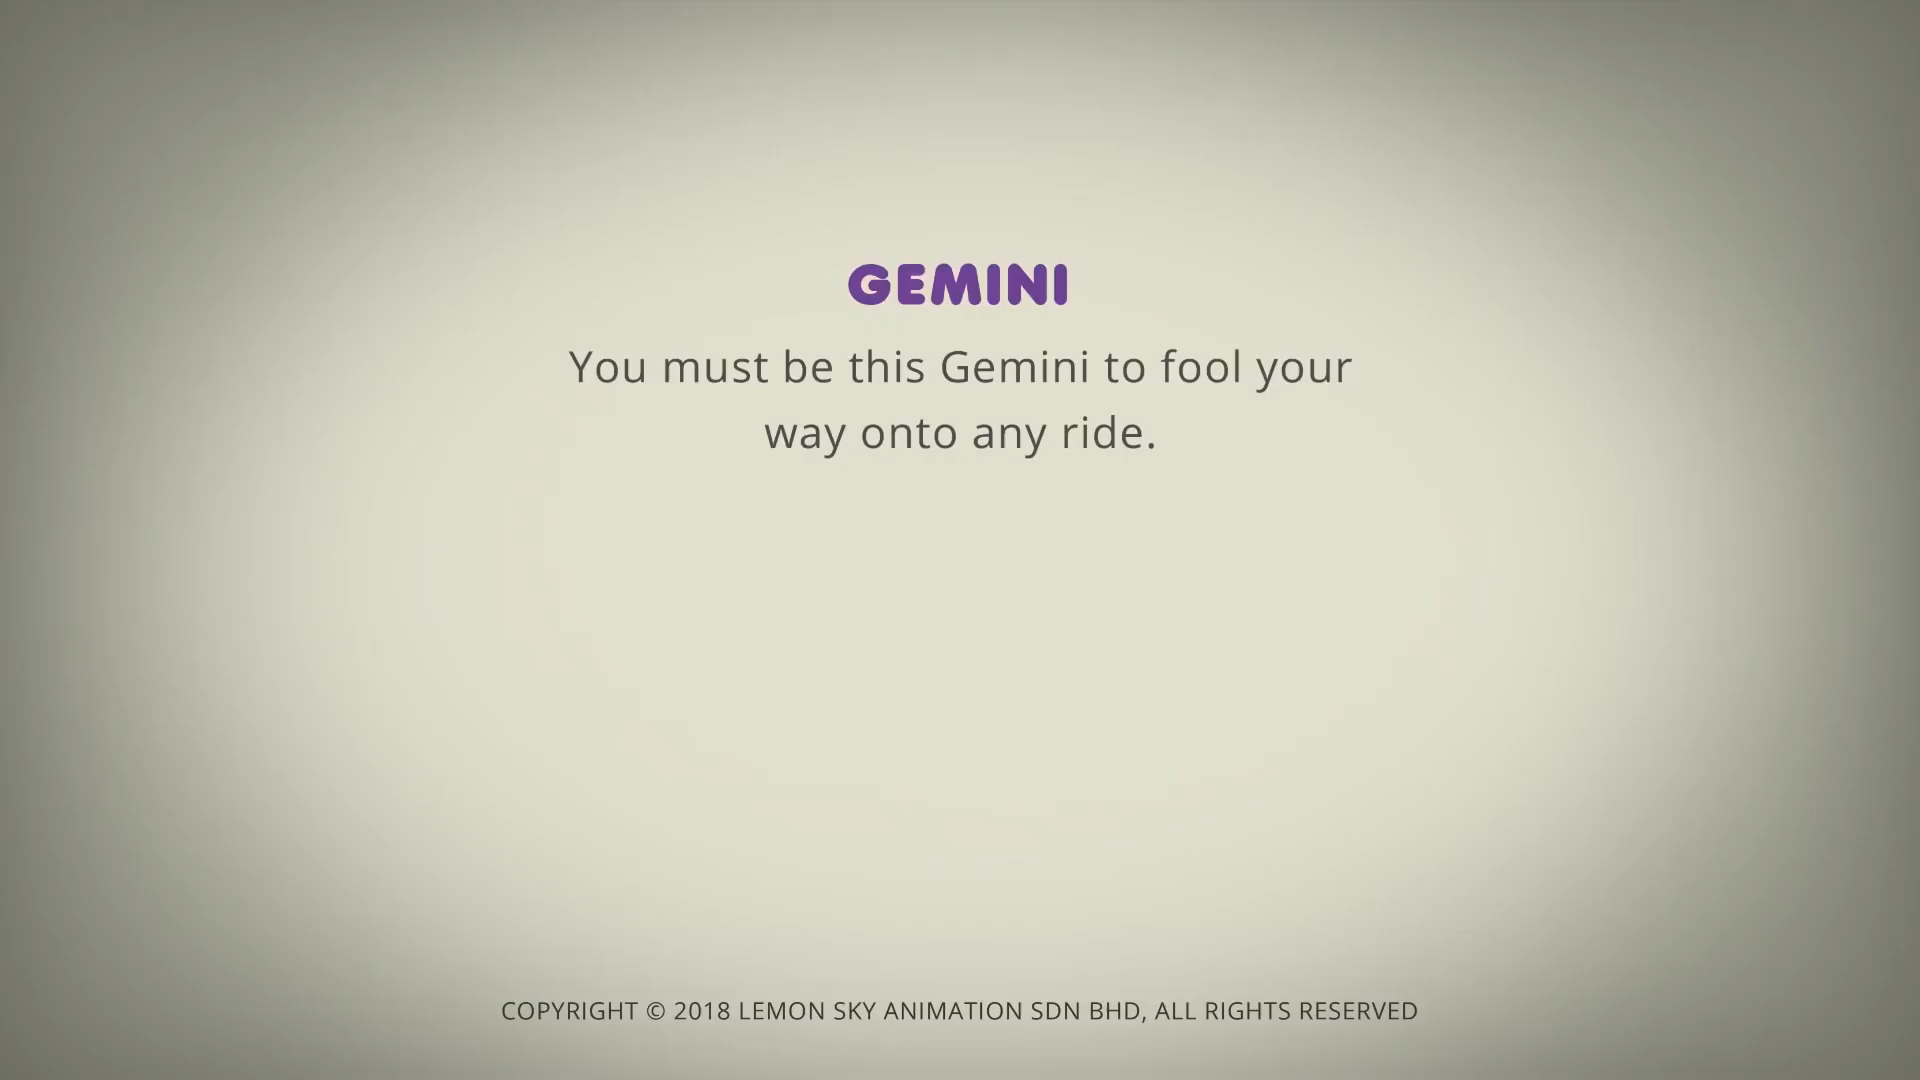 GEMINI
You must be this Gemini to fool your
way onto any ride.
COPYRIGHT © 2018 LEMON SKY ANIMATION SDN BHD, ALL RIGHTS RESERVED